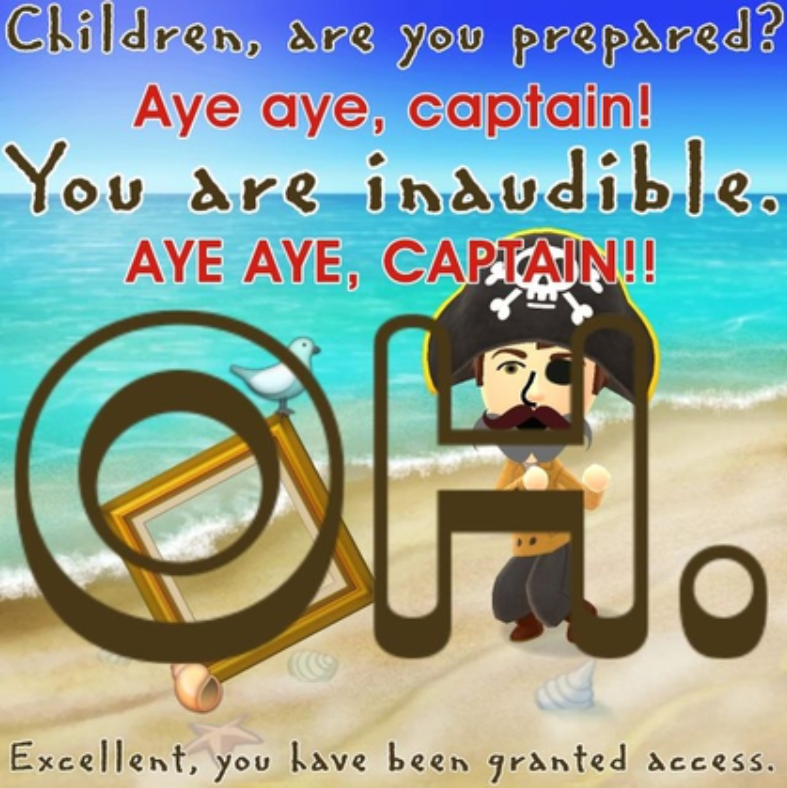 Children, are you prepared?
Aye aye, captain!
You are inaudible.
AYE AYE, CAPTAIN!!
OH.
Excellent, you have been granted access.